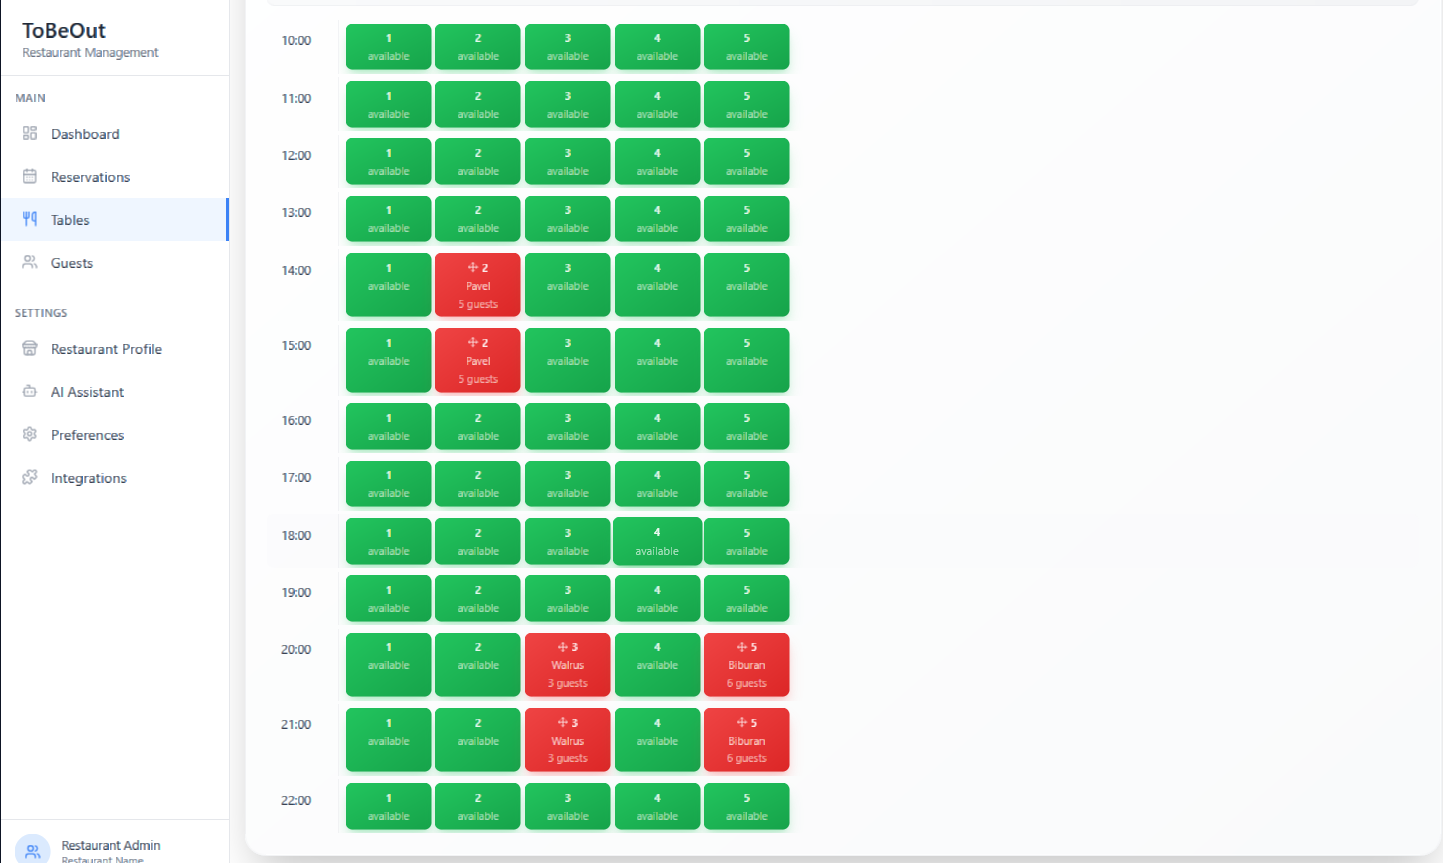 ToBeOut
Restaurant Management
MAIN
Dashboard
Reservations
Tables
Guests
SETTINGS
Restaurant Profile
AI Assistant
Preferences
Integrations
Restaurant Admin
Restaurant Name
10:00
1 2 3 4 5
available available available available available
11:00
1 2 3 4 5
available available available available available
12:00
1 2 3 4 5
available available available available available
13:00
1 2 3 4 5
available available available available available
14:00
1 2 3 4 5
available Pavel available available available
5 guests
15:00
1 2 3 4 5
available Pavel available available available
5 guests
16:00
1 2 3 4 5
available available available available available
17:00
1 2 3 4 5
available available available available available
18:00
1 2 3 4 5
available available available available available
19:00
1 2 3 4 5
available available available available available
20:00
1 2 3 4 5
available available Walrus available Biburan
3 guests 6 guests
21:00
1 2 3 4 5
available available Walrus available Biburan
3 guests 6 guests
22:00
1 2 3 4 5
available available available available available